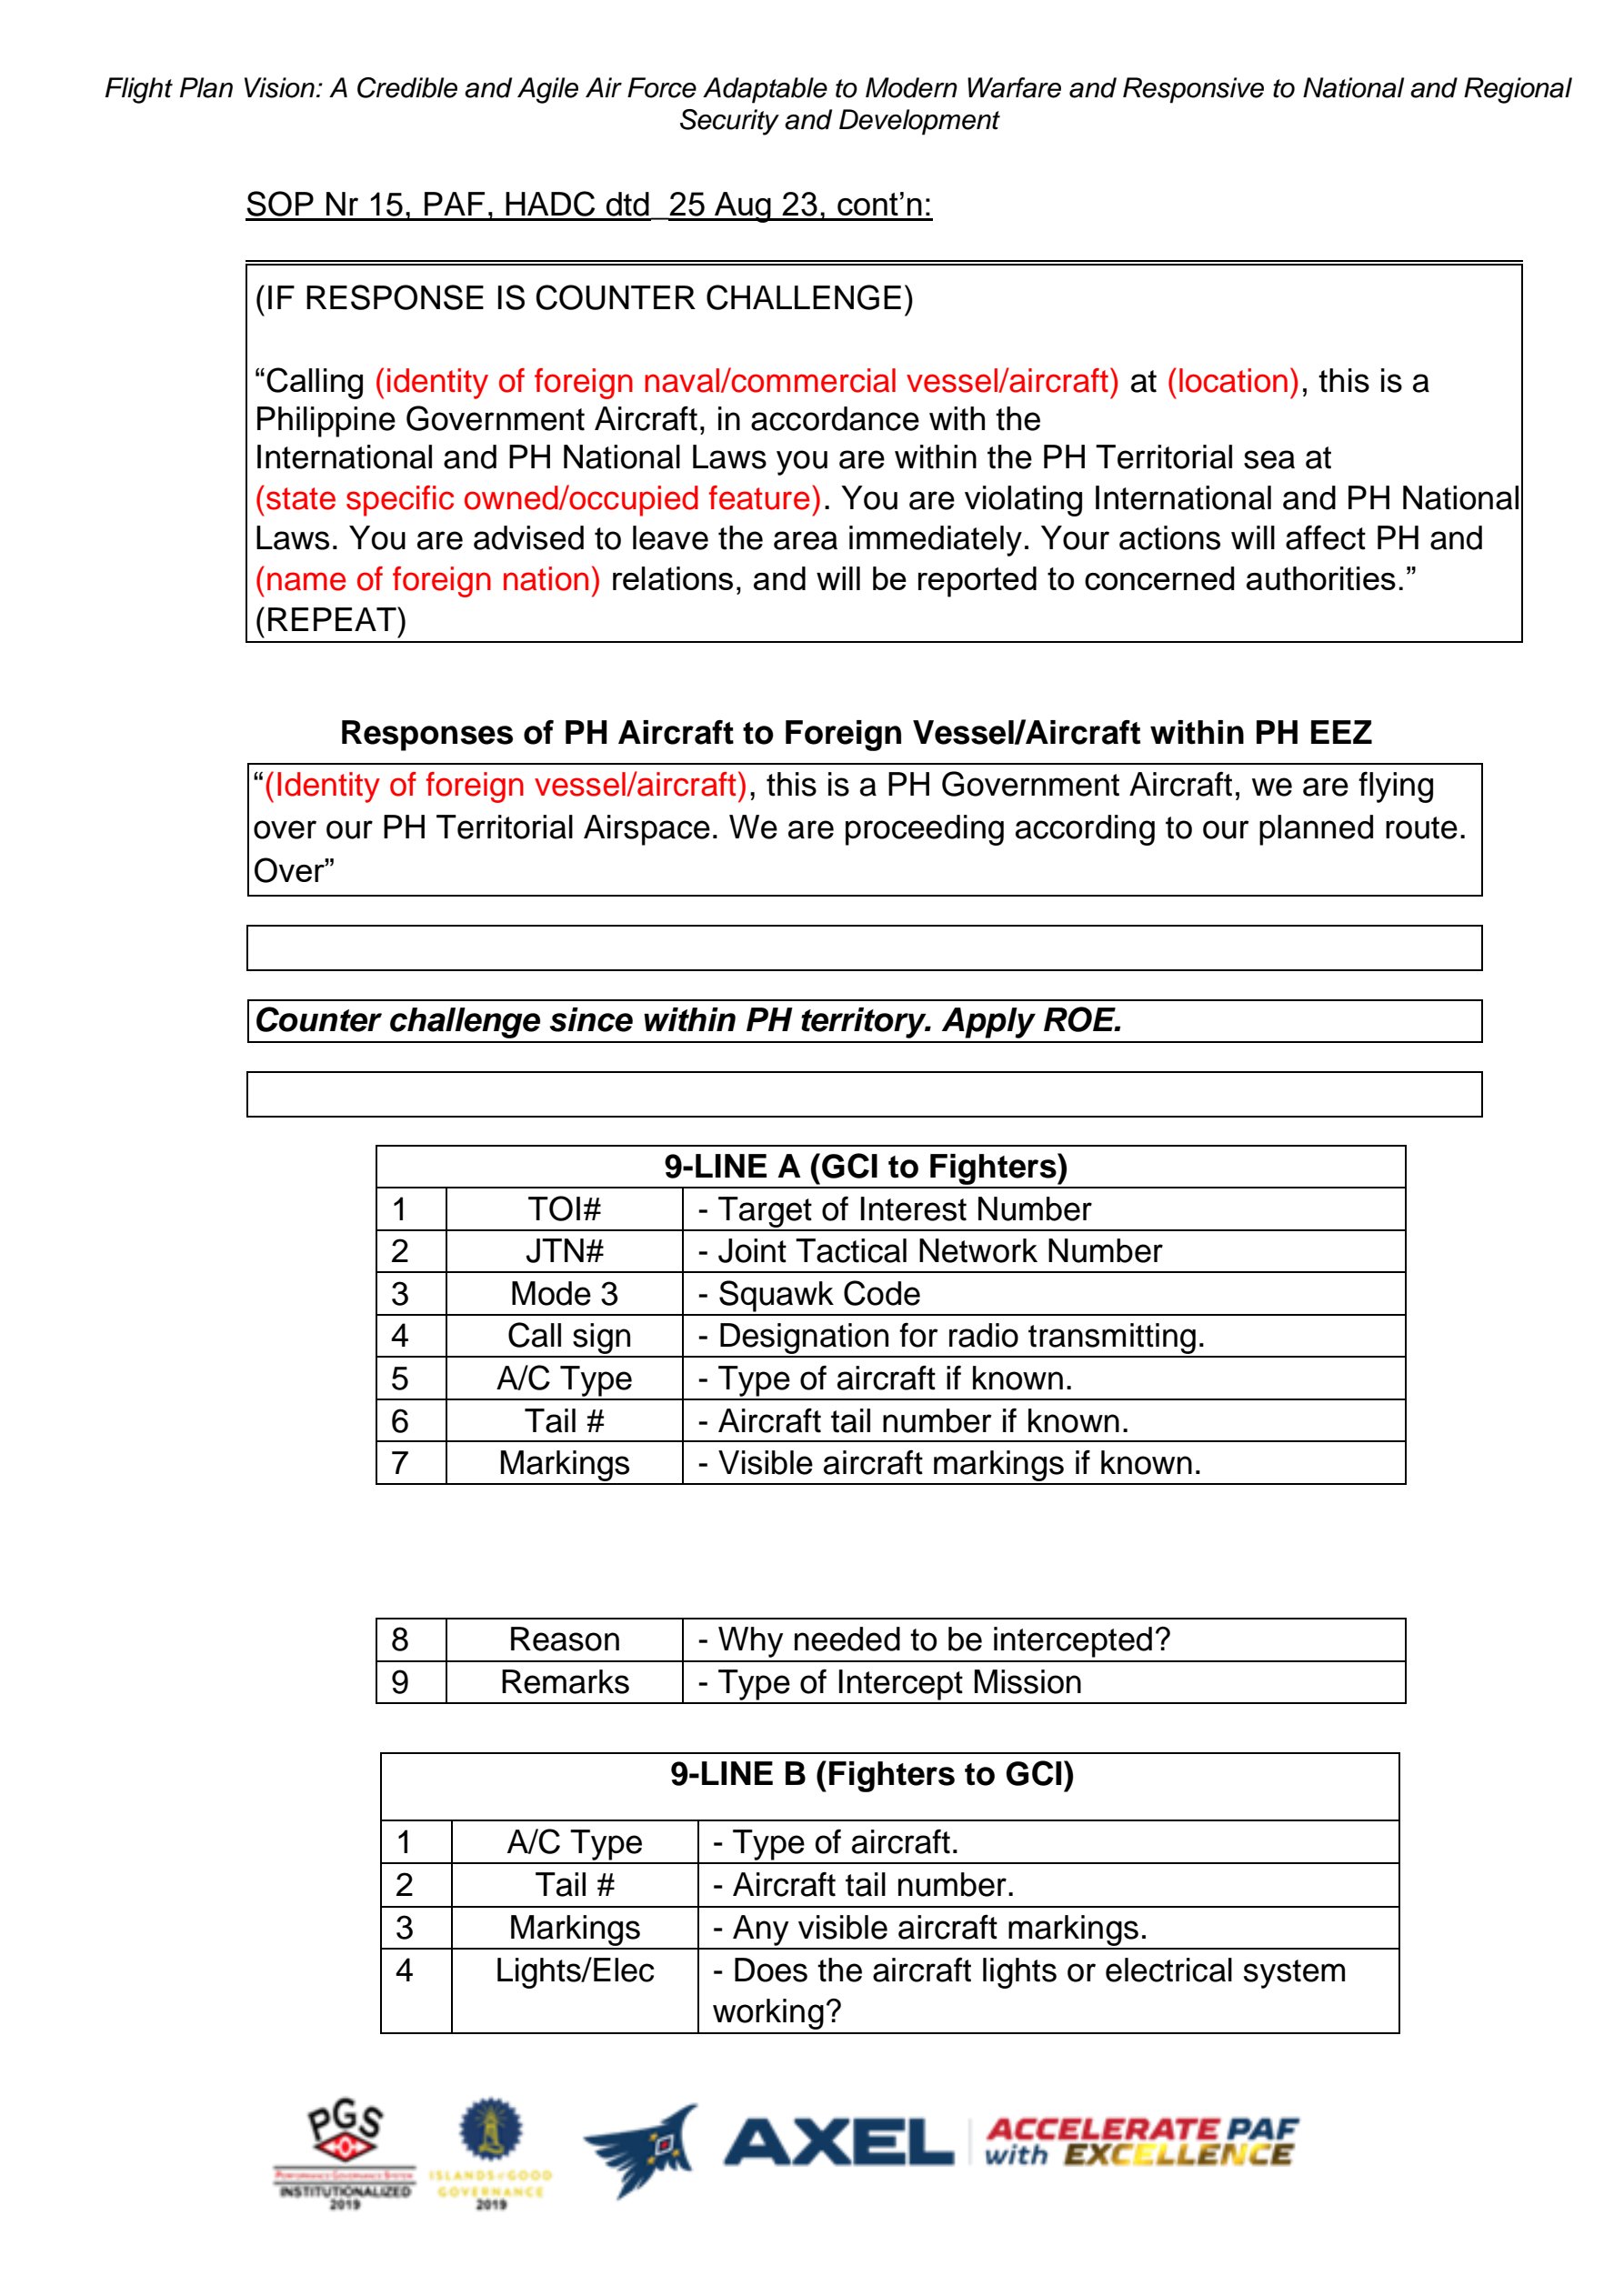 Flight Plan Vision: A Credible and Agile Air Force Adaptable to Modern Warfare and Responsive to National and Regional
Security and Development
SOP Nr 15, PAF, HADC dtd_25 Aug 23, cont’n:
(IF RESPONSE IS COUNTER CHALLENGE)
“Calling (identity of foreign naval/commercial vessel/aircraft) at (location), this is a
Philippine Government Aircraft, in accordance with the
International and PH National Laws you are within the PH Territorial sea at
(state specific owned/occupied feature). You are violating International and PH National
Laws. You are advised to leave the area immediately. Your actions will affect PH and
(name of foreign nation) relations, and will be reported to concerned authorities.”
(REPEAT)
Responses of PH Aircraft to Foreign Vessel/Aircraft within PH EEZ
“(Identity of foreign vessel/aircraft), this is a PH Government Aircraft, we are flying
over our PH Territorial Airspace. We are proceeding according to our planned route.
Over”
Counter challenge since within PH territory. Apply ROE.
9-LINE A (GCI to Fighters)
1 TOI# - Target of Interest Number
2 JTN# - Joint Tactical Network Number
3 Mode 3 - Squawk Code
4 Call sign - Designation for radio transmitting.
5 A/C Type - Type of aircraft if known.
6 Tail # - Aircraft tail number if known.
7 Markings - Visible aircraft markings if known.
8 Reason - Why needed to be intercepted?
9 Remarks - Type of Intercept Mission
9-LINE B (Fighters to GCI)
1 A/C Type - Type of aircraft.
2 Tail # - Aircraft tail number.
3 Markings - Any visible aircraft markings.
4 Lights/Elec - Does the aircraft lights or electrical system
working?
PGS
PERFORMANCE GOVERNANCE SYSTEM
INSTITUTIONALIZED
2019
ISLANDS of GOOD
GOVERNANCE
2019
AXEL
ACCELERATE PAF
with EXCELLENCE